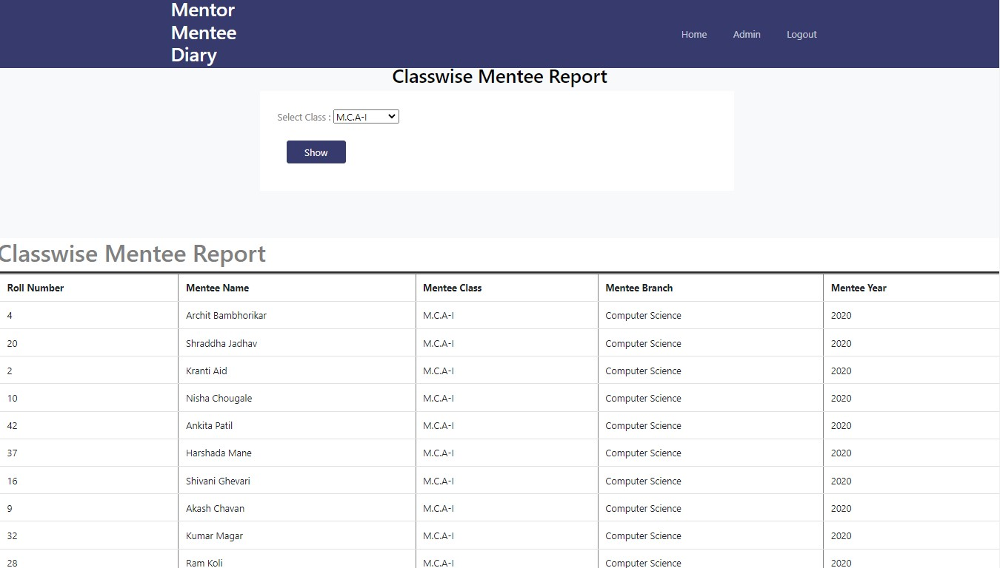 Mentor
Mentee
Diary
Home Admin Logout
Classwise Mentee Report
Select Class : M.C.A-I
Show
Classwise Mentee Report
Roll Number Mentee Name Mentee Class Mentee Branch Mentee Year
4 Archit Bambhorikar M.C.A-I Computer Science 2020
20 Shraddha Jadhav M.C.A-I Computer Science 2020
2 Kranti Aid M.C.A-I Computer Science 2020
10 Nisha Chougale M.C.A-I Computer Science 2020
42 Ankita Patil M.C.A-I Computer Science 2020
37 Harshada Mane M.C.A-I Computer Science 2020
16 Shivani Ghevari M.C.A-I Computer Science 2020
9 Akash Chavan M.C.A-I Computer Science 2020
32 Kumar Magar M.C.A-I Computer Science 2020
28 Ram Koli M.C.A-I Computer Science 2020